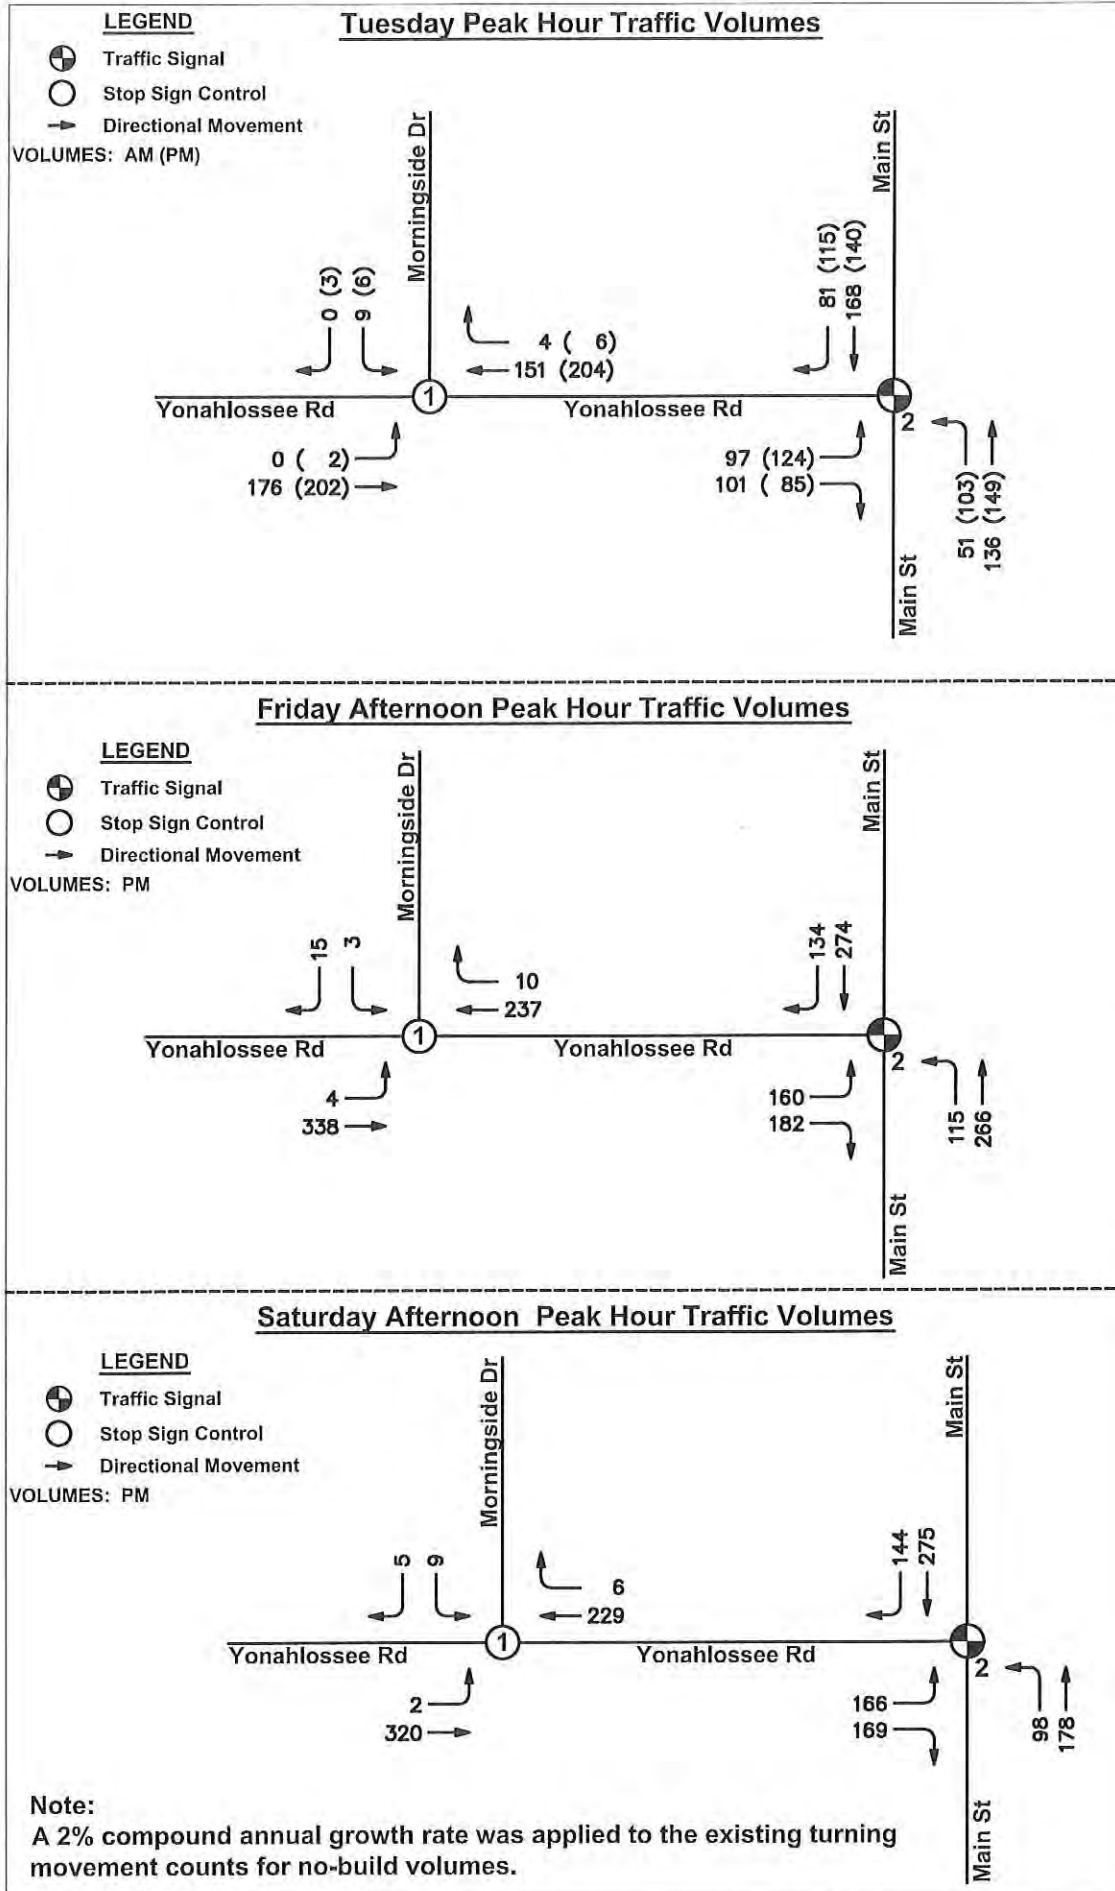 LEGEND
Tuesday Peak Hour Traffic Volumes
Traffic Signal
Stop Sign Control
Directional Movement
VOLUMES: AM (PM)
Morningside Dr
Main St
0 (3)
9 (6)
4 ( 6)
151 (204)
81 (115)
168 (140)
1
Yonahlossee Rd
Yonahlossee Rd
2
0 ( 2)
176 (202)
97 (124)
101 ( 85)
51 (103)
136 (149)
Main St
Friday Afternoon Peak Hour Traffic Volumes
LEGEND
Traffic Signal
Stop Sign Control
Directional Movement
VOLUMES: PM
Morningside Dr
Main St
15
3
10
237
134
274
1
Yonahlossee Rd
Yonahlossee Rd
2
4
338
160
182
115
266
Main St
Saturday Afternoon Peak Hour Traffic Volumes
LEGEND
Traffic Signal
Stop Sign Control
Directional Movement
VOLUMES: PM
Morningside Dr
Main St
5
9
6
229
144
275
1
Yonahlossee Rd
Yonahlossee Rd
2
2
320
166
169
98
178
Main St
Note:
A 2% compound annual growth rate was applied to the existing turning
movement counts for no-build volumes.